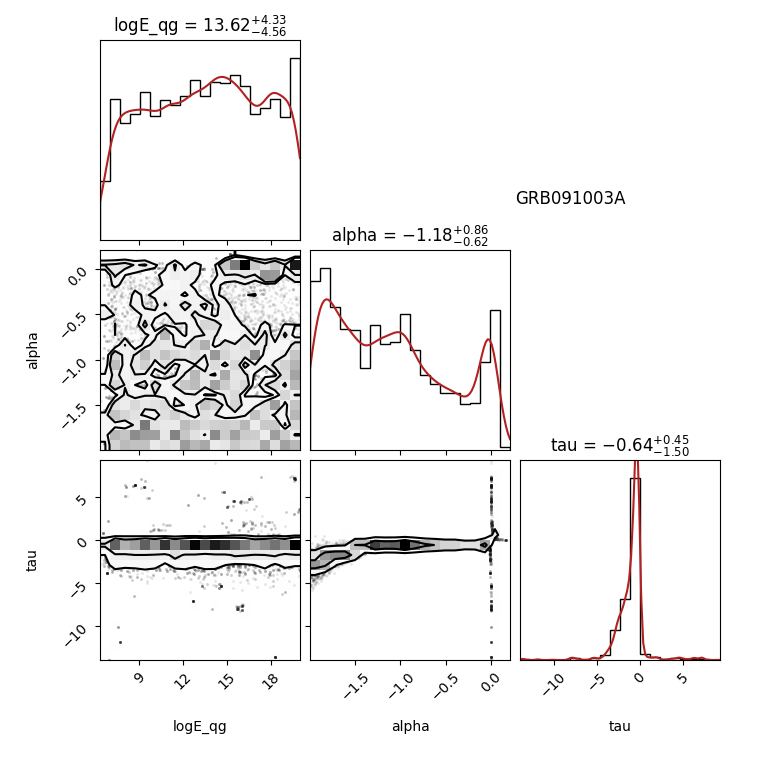 logE_qg = 13.62+4.33−4.56
GRB091003A
alpha = −1.18+0.86−0.62
0.0
−0.5
−1.0
−1.5
alpha
tau = −0.64+0.45−1.50
5
0
−5
−10
tau
9 12 15 18
−1.5 −1.0 −0.5 0.0
−10 −5 0 5
logE_qg alpha tau